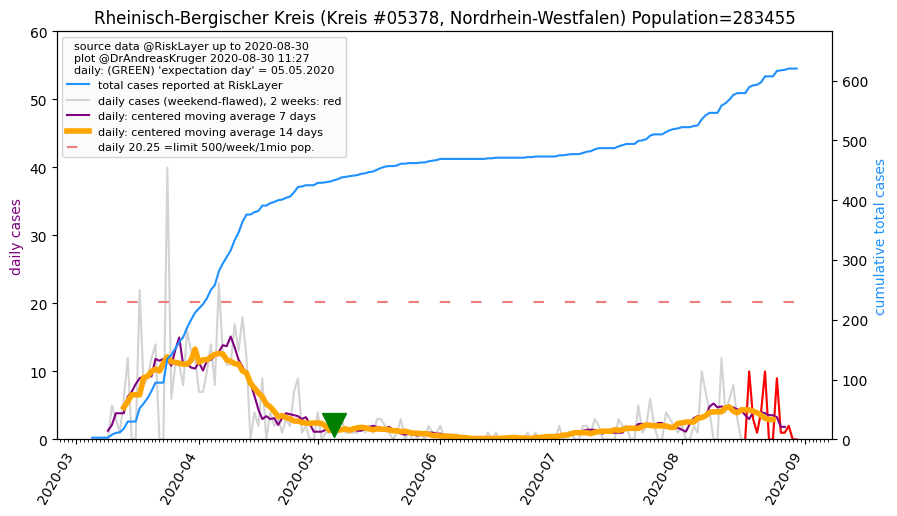 Rheinisch-Bergischer Kreis (Kreis #05378, Nordrhein-Westfalen) Population=283455
source data @RiskLayer up to 2020-08-30
plot @DrAndreasKruger 2020-08-30 11:27
daily: (GREEN) 'expectation day' = 05.05.2020
total cases reported at RiskLayer
daily cases (weekend-flawed), 2 weeks: red
daily: centered moving average 7 days
daily: centered moving average 14 days
daily 20.25 =limit 500/week/1mio pop.
daily cases
60
50
40
30
20
10
0
cumulative total cases
600
500
400
300
200
100
0
2020-03
2020-04
2020-05
2020-06
2020-07
2020-08
2020-09